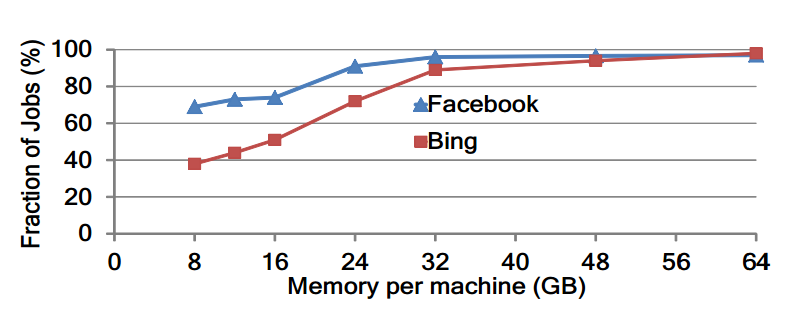 Fraction of Jobs (%)
100
80
60
40
20
0
Facebook
Bing
0 8 16 24 32 40 48 56 64
Memory per machine (GB)